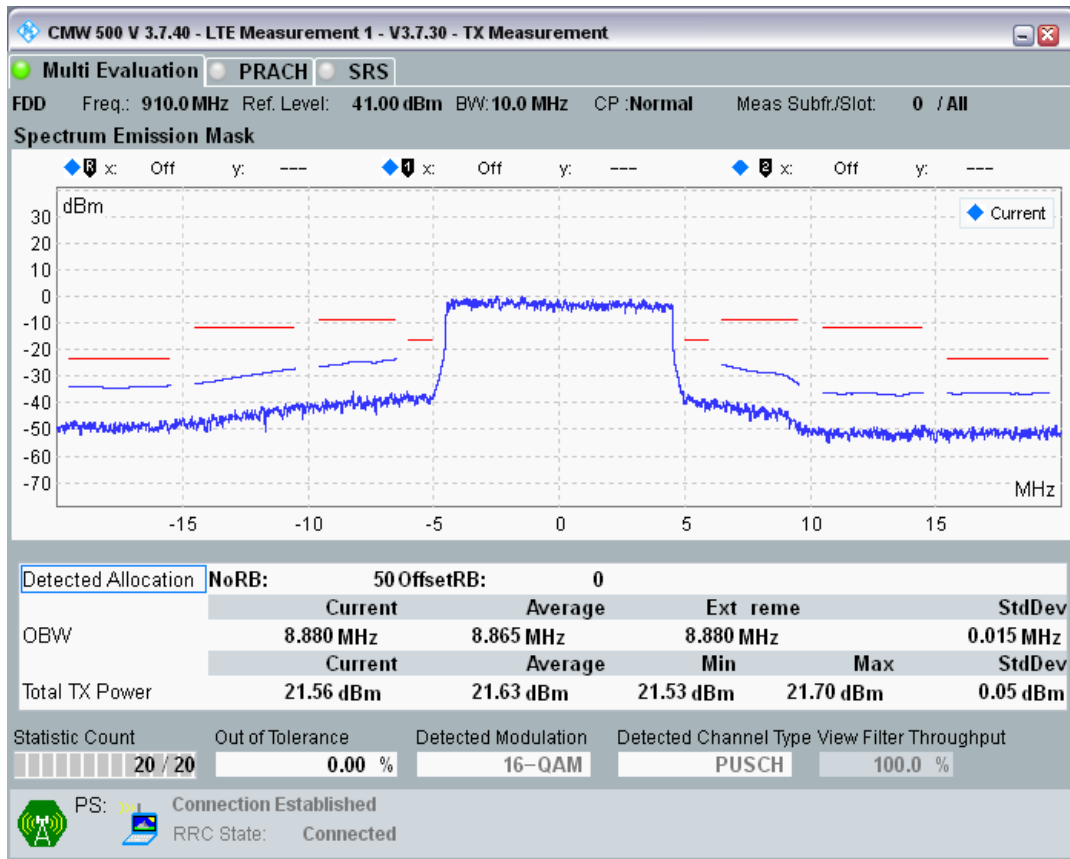 CMW 500 V 3.7.40 - LTE Measurement 1 - V3.7.30 - TX Measurement
Multi Evaluation PRACH SRS
FDD Freq.: 910.0 MHz Ref. Level: 41.00 dBm BW: 10.0 MHz CP :Normal Meas Subfr./Slot: 0 / All
Spectrum Emission Mask
R x: Off y: --- 1 x: Off y: --- 2 x: Off y: ---
dBm
Current
30
20
10
0
-10
-20
-30
-40
-50
-60
-70
MHz
-15 -10 -5 0 5 10 15
Detected Allocation NoRB: 50 OffsetRB: 0
Current Average Ext reme StdDev
OBW 8.880 MHz 8.865 MHz 8.880 MHz 0.015 MHz
Current Average Min Max StdDev
Total TX Power 21.56 dBm 21.63 dBm 21.53 dBm 21.70 dBm 0.05 dBm
Statistic Count Out of Tolerance Detected Modulation Detected Channel Type View Filter Throughput
20 / 20 0.00 % 16-QAM PUSCH 100.0 %
PS: Connection Established
RRC State: Connected